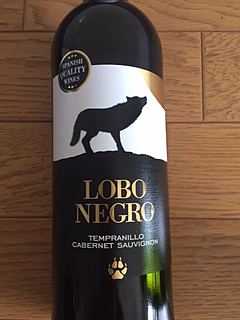 SPANISH
QUALITY
WINES
LOBO
NEGRO
TEMPRANILLO
CABERNET SAUVIGNON